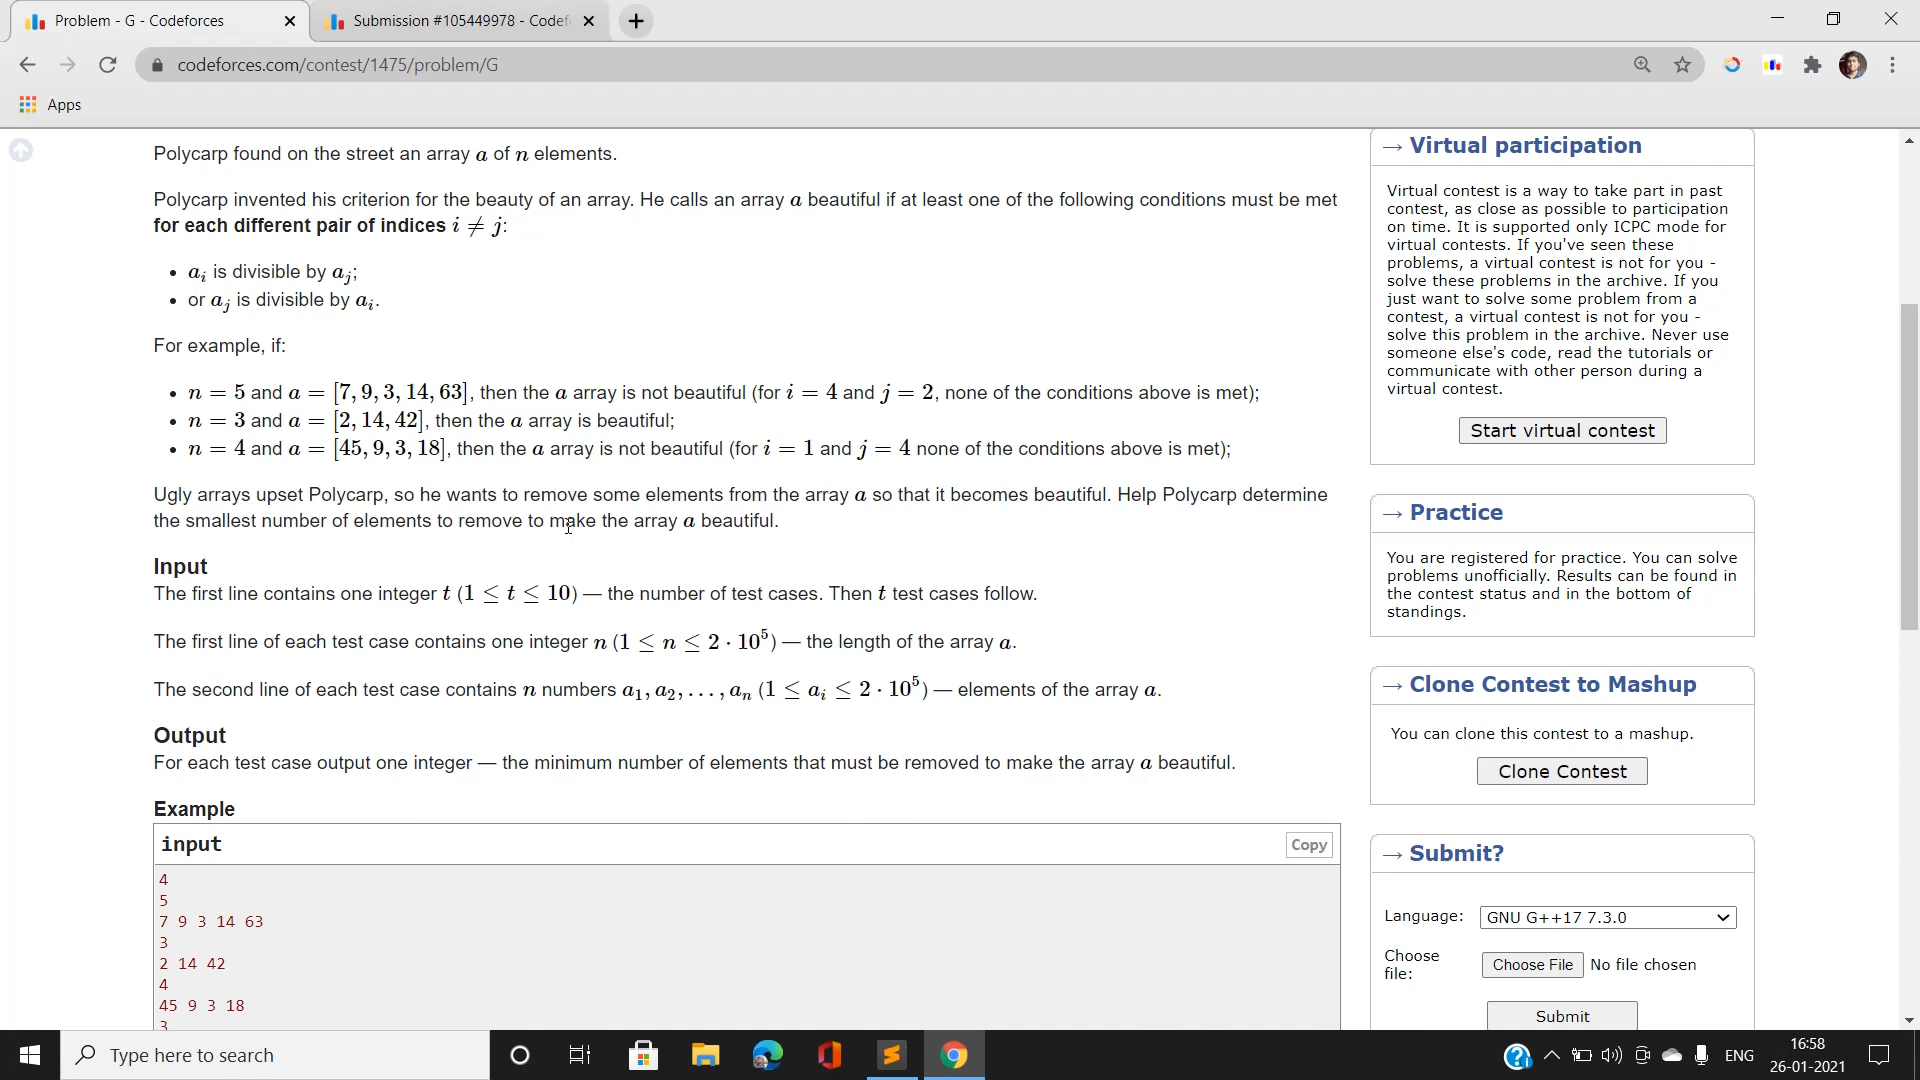 Problem - G - Codeforces
Submission #105449978 - Codef
codeforces.com/contest/1475/problem/G
Apps
Polycarp found on the street an array a of n elements.
Polycarp invented his criterion for the beauty of an array. He calls an array a beautiful if at least one of the following conditions must be met
for each different pair of indices i ≠ j:
• aᵢ is divisible by aⱼ;
• or aⱼ is divisible by aᵢ.
For example, if:
• n = 5 and a = [7, 9, 3, 14, 63], then the a array is not beautiful (for i = 4 and j = 2, none of the conditions above is met);
• n = 3 and a = [2, 14, 42], then the a array is beautiful;
• n = 4 and a = [45, 9, 3, 18], then the a array is not beautiful (for i = 1 and j = 4 none of the conditions above is met);
Ugly arrays upset Polycarp, so he wants to remove some elements from the array a so that it becomes beautiful. Help Polycarp determine
the smallest number of elements to remove to make the array a beautiful.
Input
The first line contains one integer t (1 ≤ t ≤ 10) — the number of test cases. Then t test cases follow.
The first line of each test case contains one integer n (1 ≤ n ≤ 2 · 10⁵) — the length of the array a.
The second line of each test case contains n numbers a₁, a₂, . . . , aₙ (1 ≤ aᵢ ≤ 2 · 10⁵) — elements of the array a.
Output
For each test case output one integer — the minimum number of elements that must be removed to make the array a beautiful.
Example
input
Copy
4
5
7 9 3 14 63
3
2 14 42
4
45 9 3 18
3
→ Virtual participation
Virtual contest is a way to take part in past
contest, as close as possible to participation
on time. It is supported only ICPC mode for
virtual contests. If you've seen these
problems, a virtual contest is not for you -
solve these problems in the archive. If you
just want to solve some problem from a
contest, a virtual contest is not for you -
solve this problem in the archive. Never use
someone else's code, read the tutorials or
communicate with other person during a
virtual contest.
Start virtual contest
→ Practice
You are registered for practice. You can solve
problems unofficially. Results can be found in
the contest status and in the bottom of
standings.
→ Clone Contest to Mashup
You can clone this contest to a mashup.
Clone Contest
→ Submit?
Language:
GNU G++17 7.3.0
Choose
file:
Choose File No file chosen
Submit
Type here to search
ENG
16:58
26-01-2021